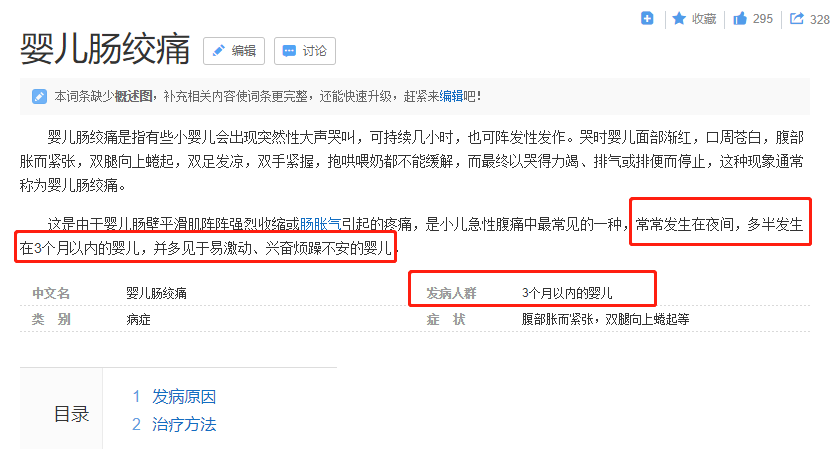 收藏 295 328
婴儿肠绞痛 编辑 讨论
本词条缺少概述图，补充相关内容使词条更完整，还能快速升级，赶紧来编辑吧！
婴儿肠绞痛是指有些小婴儿会出现突然性大声哭叫，可持续几小时，也可阵发性发作。哭时婴儿面部渐红，口周苍白，腹部
胀而紧张，双腿向上蜷起，双足发凉，双手紧握，抱哄喂奶都不能缓解，而最终以哭得力竭、排气或排便而停止，这种现象通常
称为婴儿肠绞痛。
这是由于婴儿肠壁平滑肌阵阵强烈收缩或肠胀气引起的疼痛，是小儿急性腹痛中最常见的一种，常常发生在夜间，多半发生
在3个月以内的婴儿，并多见于易激动、兴奋烦躁不安的婴儿.
中文名 婴儿肠绞痛 发病人群 3个月以内的婴儿
类 别 病症 症 状 腹部胀而紧张，双腿向上蜷起等
目录
1 发病原因
2 治疗方法